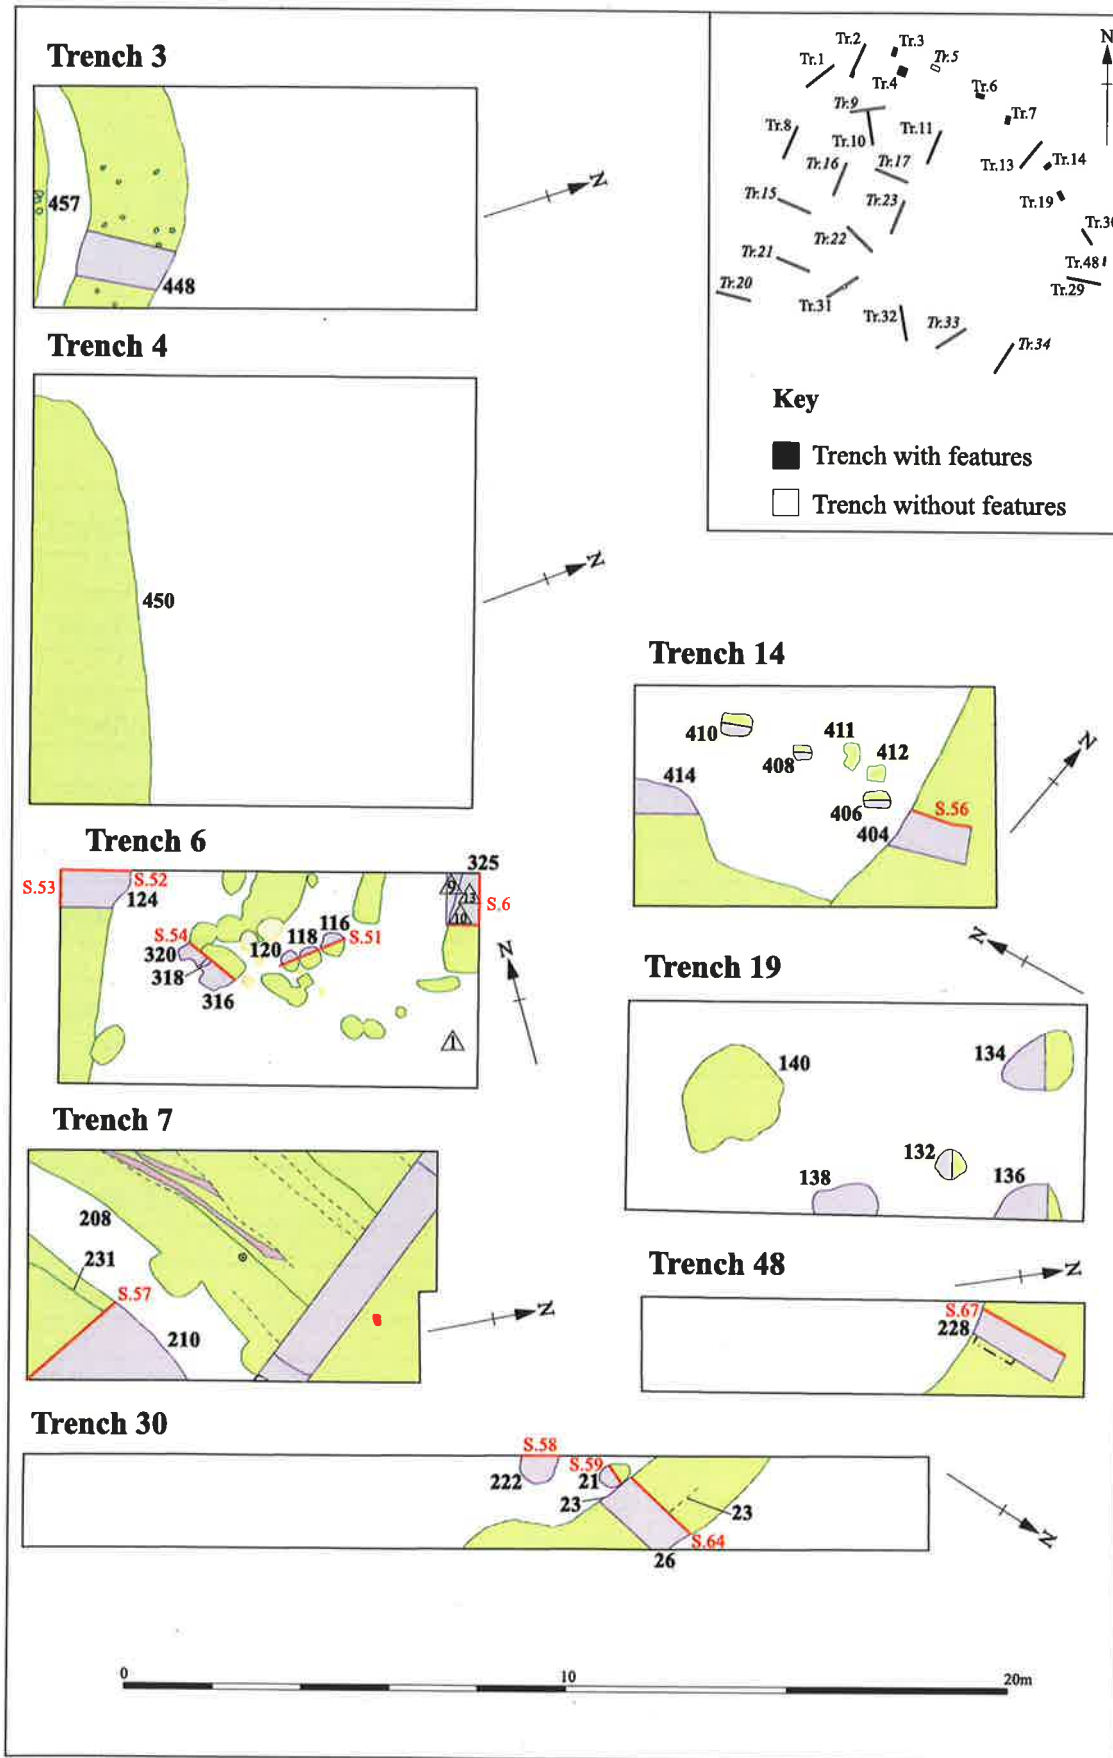 Trench 3
457
448
N
Trench 4
450
N
Tr.1
Tr.2
Tr.3
Tr.4
Tr.5
Tr.6
Tr.7
Tr.8
Tr.9
Tr.10
Tr.11
Tr.13
Tr.14
Tr.16
Tr.17
Tr.15
Tr.19
Tr.23
Tr.22
Tr.21
Tr.20
Tr.31
Tr.32
Tr.33
Tr.34
Tr.48
Tr.29
N
Key
Trench with features
Trench without features
Trench 14
410
408
411
412
414
406
404
S.56
N
Trench 6
S.53
S.52
124
S.54
320
318
316
120
118
116
S.51
325
9
13
10
S.6
1
N
Trench 19
140
134
132
138
136
N
Trench 7
208
231
S.57
210
N
Trench 48
S.67
228
N
Trench 30
S.58
222
S.59
21
23
23
S.64
26
N
0
10
20m